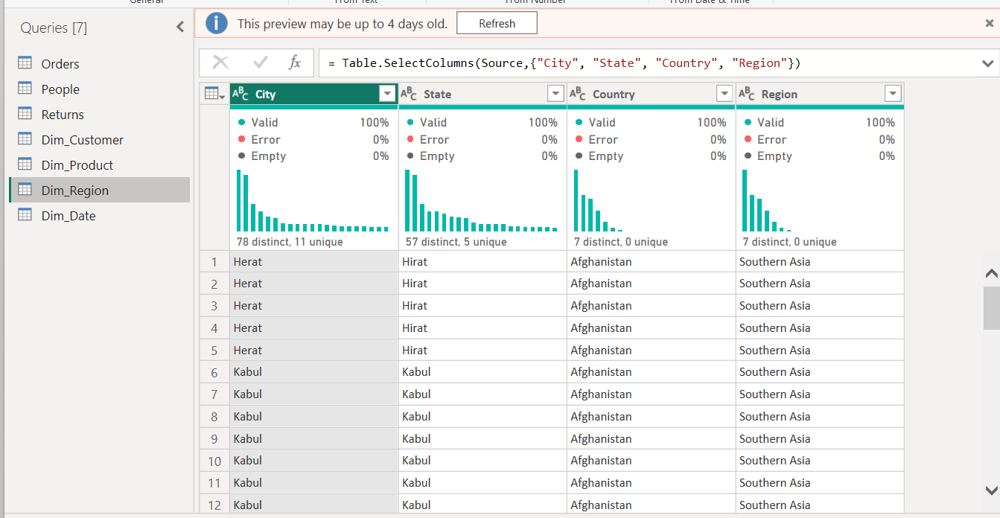 General From Text From Number From Date & Time
Queries [7]
This preview may be up to 4 days old. Refresh
= Table.SelectColumns(Source,{"City", "State", "Country", "Region"})
Orders
People
Returns
Dim_Customer
Dim_Product
Dim_Region
Dim_Date
City State Country Region
Valid 100% Valid 100% Valid 100% Valid 100%
Error 0% Error 0% Error 0% Error 0%
Empty 0% Empty 0% Empty 0% Empty 0%
78 distinct, 11 unique 57 distinct, 5 unique 7 distinct, 0 unique 7 distinct, 0 unique
1 Herat Hirat Afghanistan Southern Asia
2 Herat Hirat Afghanistan Southern Asia
3 Herat Hirat Afghanistan Southern Asia
4 Herat Hirat Afghanistan Southern Asia
5 Herat Hirat Afghanistan Southern Asia
6 Kabul Kabul Afghanistan Southern Asia
7 Kabul Kabul Afghanistan Southern Asia
8 Kabul Kabul Afghanistan Southern Asia
9 Kabul Kabul Afghanistan Southern Asia
10 Kabul Kabul Afghanistan Southern Asia
11 Kabul Kabul Afghanistan Southern Asia
12 Kabul Kabul Afghanistan Southern Asia